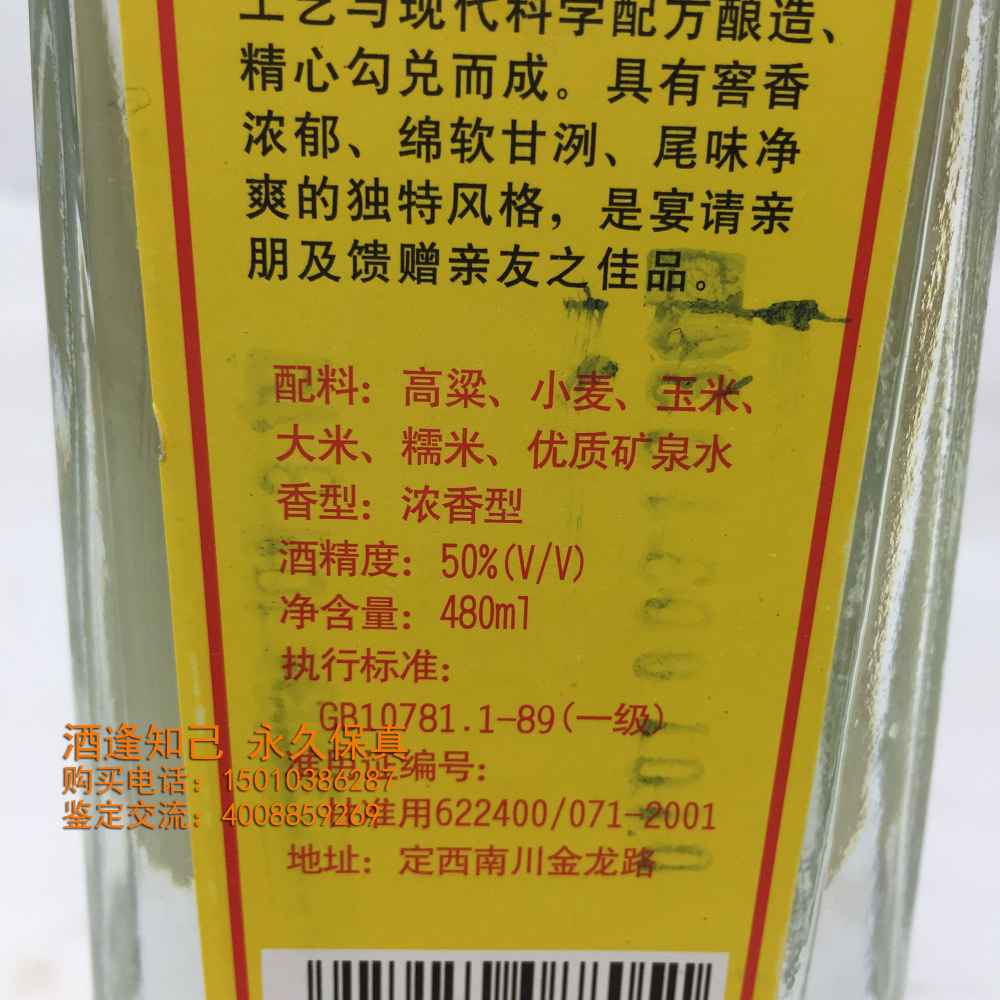 工艺与现代科学配方酿造、
精心勾兑而成。具有窖香
浓郁、绵软甘洌、尾味净
爽的独特风格，是宴请亲
朋及馈赠亲友之佳品。
配料：高粱、小麦、玉米、
大米、糯米、优质矿泉水
香型：浓香型
酒精度：50%(V/V)
净含量：480ml
执行标准：
GB10781.1-89(一级)
酒逢知己 永久保真
准用证编号：
购买电话：15010386287
准用622400/071-2001
鉴定交流：4008859269
地址：定西南川金龙路